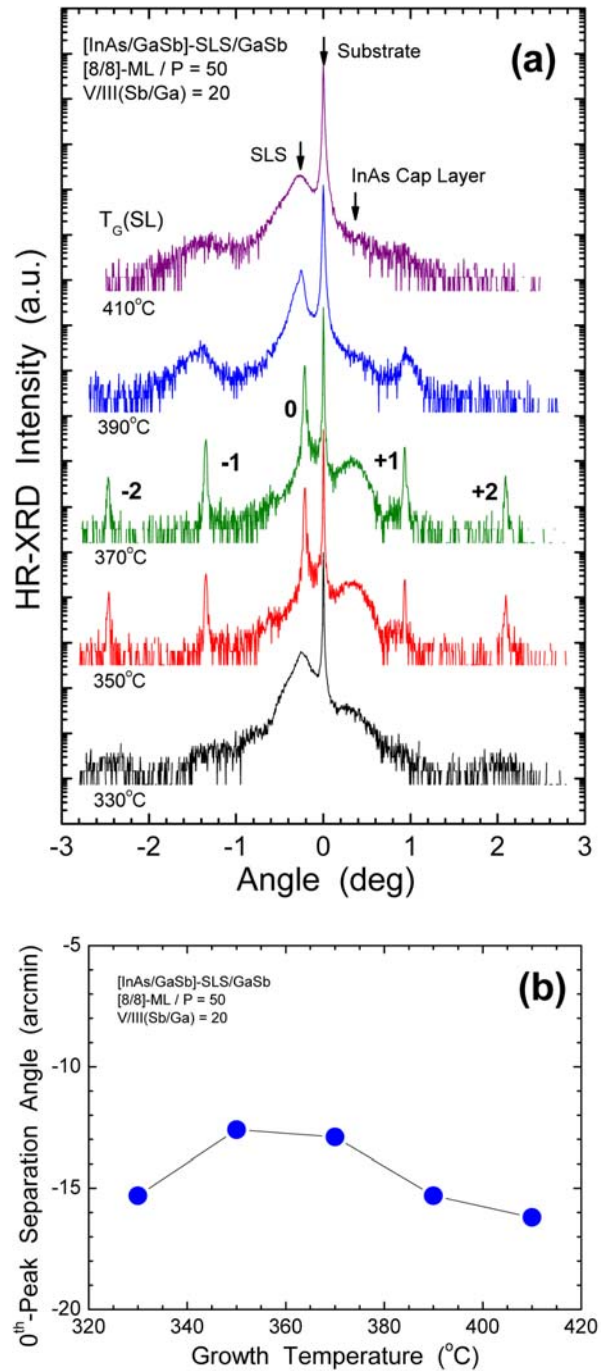 [InAs/GaSb]-SLS/GaSb
[8/8]-ML / P = 50
V/III(Sb/Ga) = 20
Substrate
(a)
SLS
InAs Cap Layer
T_G(SL)
410°C
390°C
0
-1
+1
-2
+2
370°C
350°C
330°C
HR-XRD Intensity (a.u.)
-3 -2 -1 0 1 2 3
Angle (deg)
-5
[InAs/GaSb]-SLS/GaSb
[8/8]-ML / P = 50
V/III(Sb/Ga) = 20
(b)
-10
-15
-20
0th-Peak Separation Angle (arcmin)
320 340 360 380 400 420
Growth Temperature (°C)